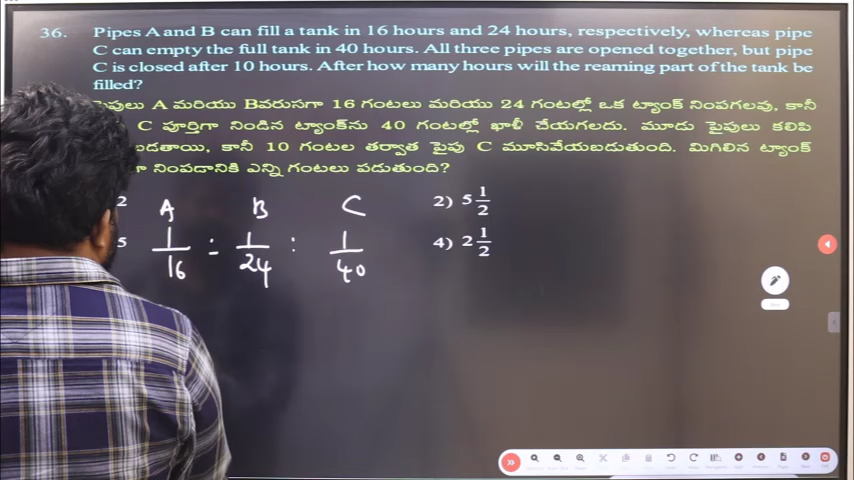 36. Pipes A and B can fill a tank in 16 hours and 24 hours, respectively, whereas pipe
C can empty the full tank in 40 hours. All three pipes are opened together, but pipe
C is closed after 10 hours. After how many hours will the reaming part of the tank be
filled?
పైపులు A మరియు Bవరుసగా 16 గంటలు మరియు 24 గంటల్లో ఒక ట్యాంక్ నింపగలవు, కానీ
C పూర్తిగా నిండిన ట్యాంక్‌ను 40 గంటల్లో ఖాళీ చేయగలదు. మూడు పైపులు కలిపి
బడతాయి, కానీ 10 గంటల తర్వాత పైపు C మూసివేయబడుతుంది. మిగిలిన ట్యాంక్
గా నింపడానికి ఎన్ని గంటలు పడుతుంది?
2 2) 5 1/2
5 4) 2 1/2
A B C
1/16 : 1/24 : 1/40